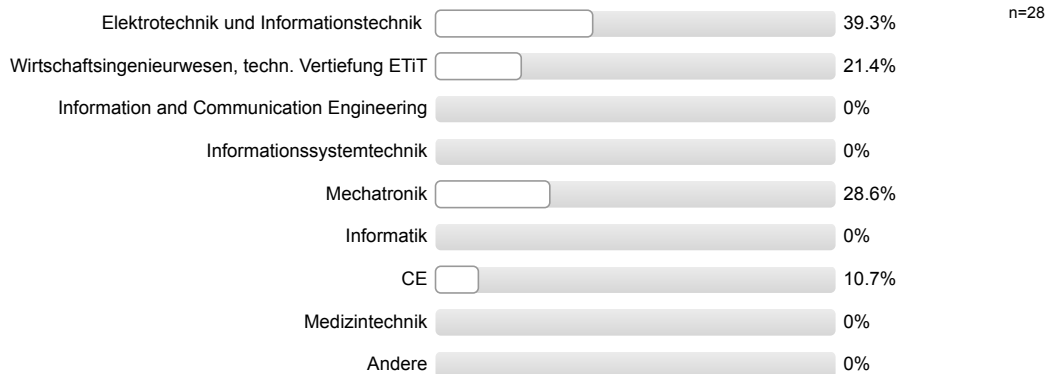 Elektrotechnik und Informationstechnik 39.3% n=28
Wirtschaftsingenieurwesen, techn. Vertiefung ETiT 21.4%
Information and Communication Engineering 0%
Informationssystemtechnik 0%
Mechatronik 28.6%
Informatik 0%
CE 10.7%
Medizintechnik 0%
Andere 0%